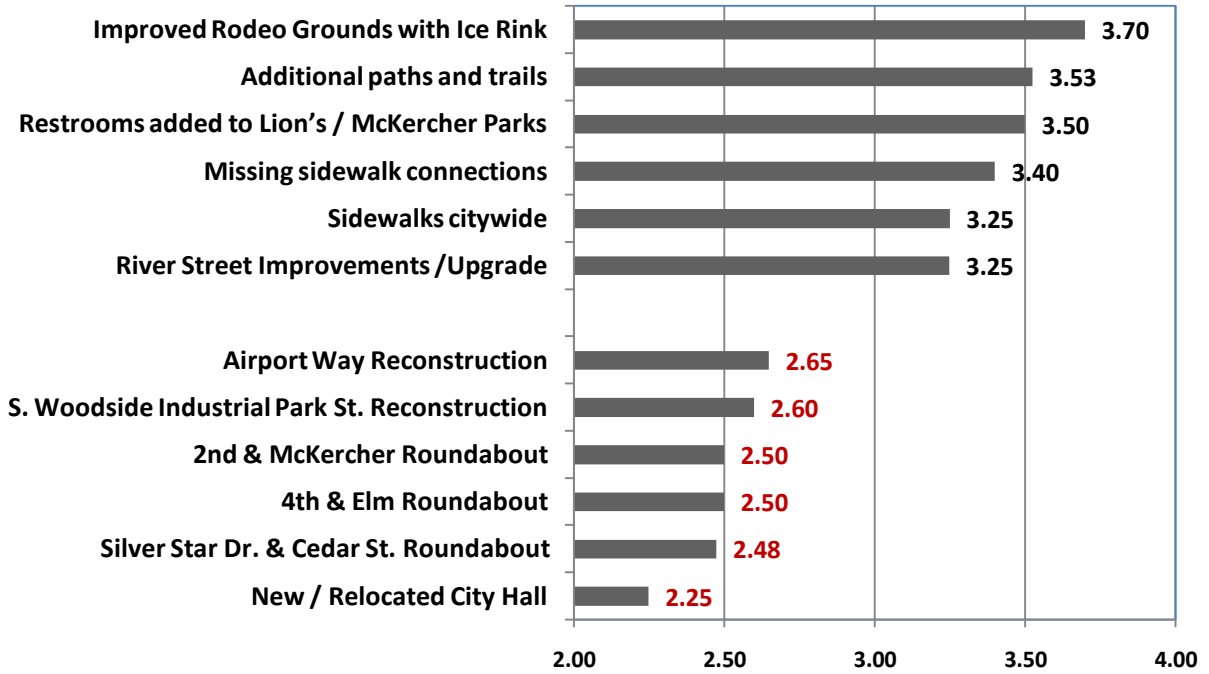 Improved Rodeo Grounds with Ice Rink 3.70
Additional paths and trails 3.53
Restrooms added to Lion’s / McKercher Parks 3.50
Missing sidewalk connections 3.40
Sidewalks citywide 3.25
River Street Improvements /Upgrade 3.25
Airport Way Reconstruction 2.65
S. Woodside Industrial Park St. Reconstruction 2.60
2nd & McKercher Roundabout 2.50
4th & Elm Roundabout 2.50
Silver Star Dr. & Cedar St. Roundabout 2.48
New / Relocated City Hall 2.25
2.00 2.50 3.00 3.50 4.00